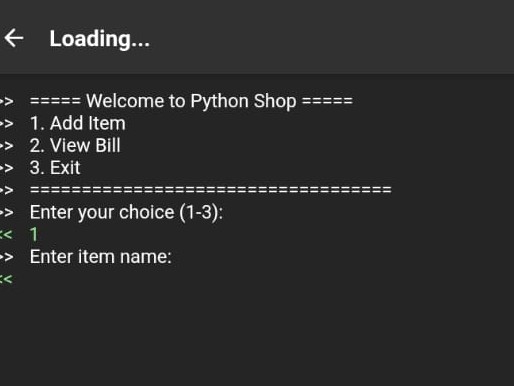 Loading...
>> ===== Welcome to Python Shop =====
>> 1. Add Item
>> 2. View Bill
>> 3. Exit
>> ===================================
>> Enter your choice (1-3):
<< 1
>> Enter item name:
<<